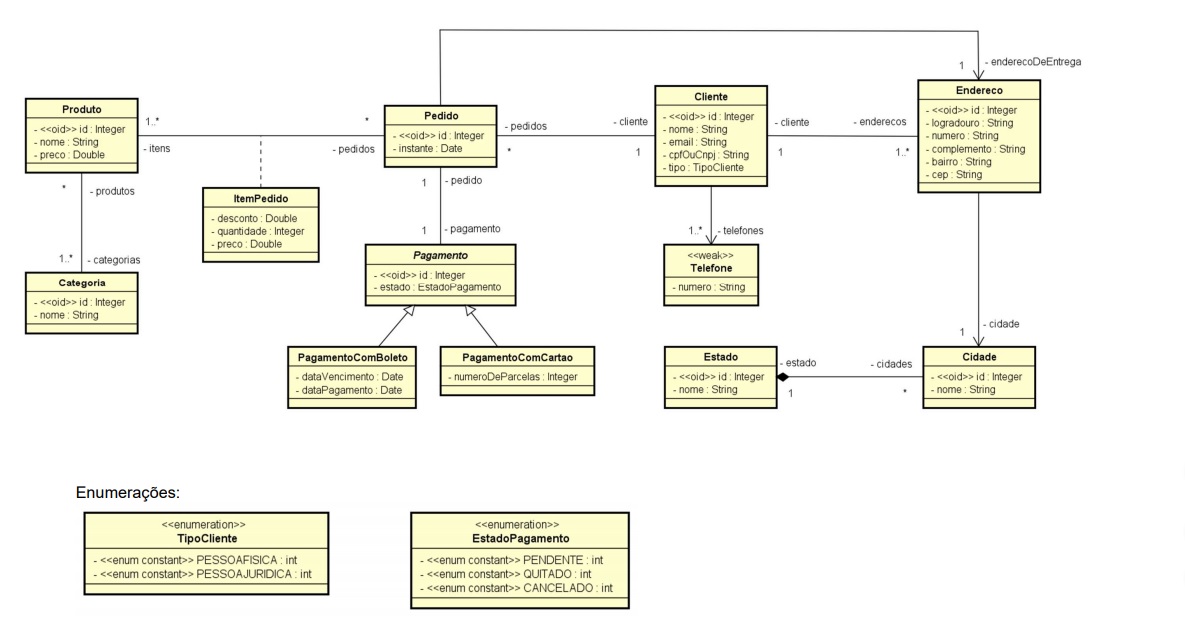 1
- enderecoDeEntrega
Produto
- <<oid>> id : Integer
- nome : String
- preco : Double
1..*
- itens
*
- pedidos
Pedido
- <<oid>> id : Integer
- instante : Date
- pedidos
*
- cliente
1
Cliente
- <<oid>> id : Integer
- nome : String
- email : String
- cpfOuCnpj : String
- tipo : TipoCliente
- cliente
1
- enderecos
1..*
Endereco
- <<oid>> id : Integer
- logradouro : String
- numero : String
- complemento : String
- bairro : String
- cep : String
*
- produtos
1..*
- categorias
Categoria
- <<oid>> id : Integer
- nome : String
ItemPedido
- desconto : Double
- quantidade : Integer
- preco : Double
1
- pedido
1
- pagamento
Pagamento
- <<oid>> id : Integer
- estado : EstadoPagamento
1..*
- telefones
<<weak>>
Telefone
- numero : String
PagamentoComBoleto
- dataVencimento : Date
- dataPagamento : Date
PagamentoComCartao
- numeroDeParcelas : Integer
1
- cidade
Estado
- <<oid>> id : Integer
- nome : String
- estado
1
- cidades
*
Cidade
- <<oid>> id : Integer
- nome : String
Enumerações:
<<enumeration>>
TipoCliente
- <<enum constant>> PESSOAFISICA : int
- <<enum constant>> PESSOAJURIDICA : int
<<enumeration>>
EstadoPagamento
- <<enum constant>> PENDENTE : int
- <<enum constant>> QUITADO : int
- <<enum constant>> CANCELADO : int